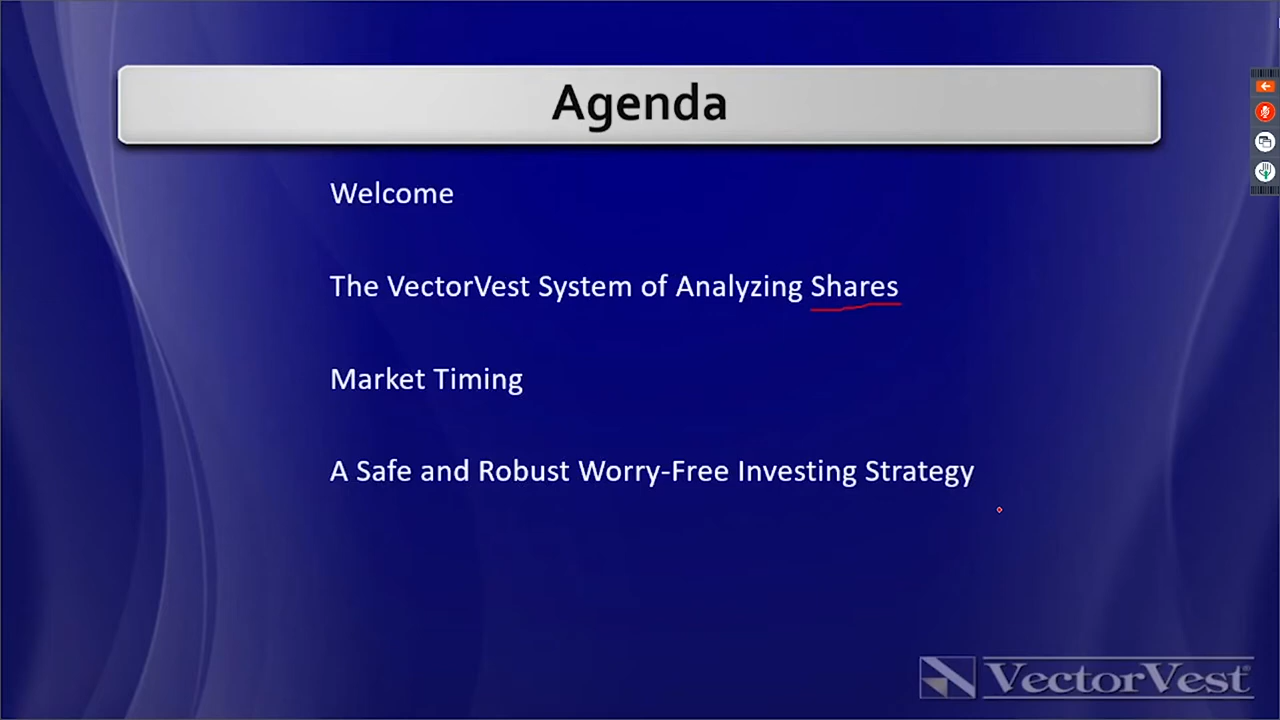 Agenda
Welcome
The VectorVest System of Analyzing Shares
Market Timing
A Safe and Robust Worry-Free Investing Strategy
VectorVest®